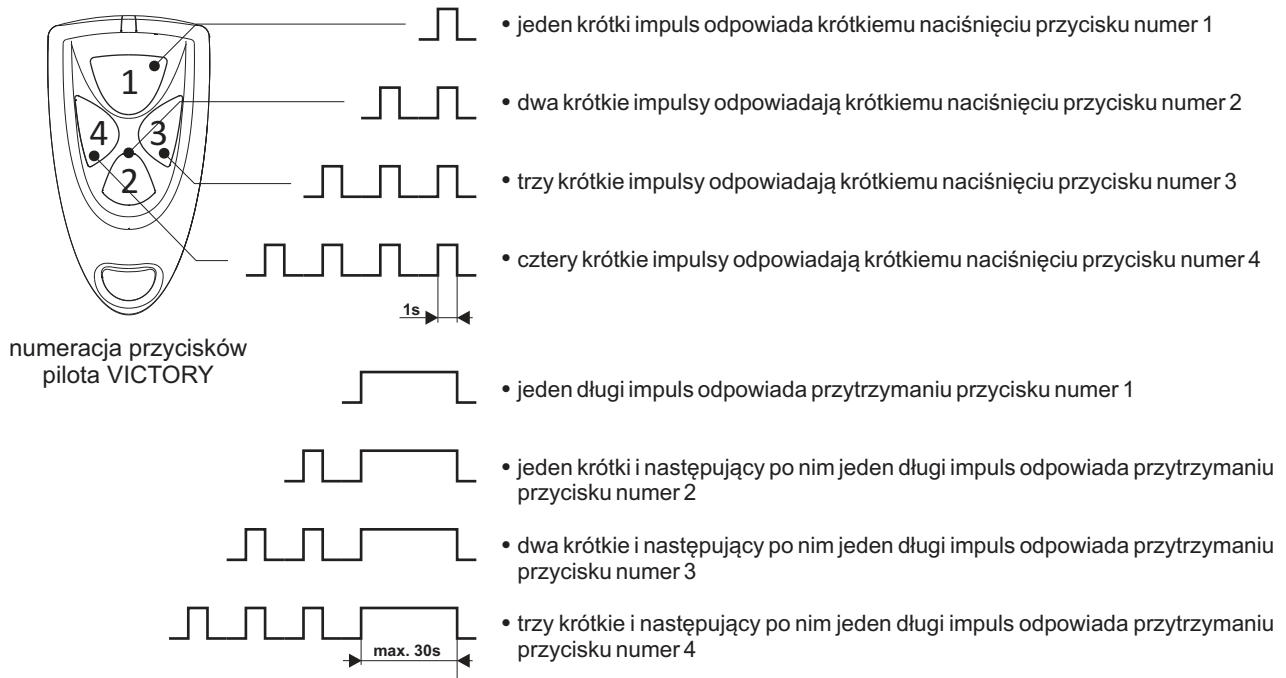 1
4
3
2
numeracja przycisków
pilota VICTORY
• jeden krótki impuls odpowiada krótkiemu naciśnięciu przycisku numer 1
• dwa krótkie impulsy odpowiadają krótkiemu naciśnięciu przycisku numer 2
• trzy krótkie impulsy odpowiadają krótkiemu naciśnięciu przycisku numer 3
• cztery krótkie impulsy odpowiadają krótkiemu naciśnięciu przycisku numer 4
1s
• jeden długi impuls odpowiada przytrzymaniu przycisku numer 1
• jeden krótki i następujący po nim jeden długi impuls odpowiada przytrzymaniu
przycisku numer 2
• dwa krótkie i następujący po nim jeden długi impuls odpowiada przytrzymaniu
przycisku numer 3
• trzy krótkie i następujący po nim jeden długi impuls odpowiada przytrzymaniu
przycisku numer 4
max. 30s